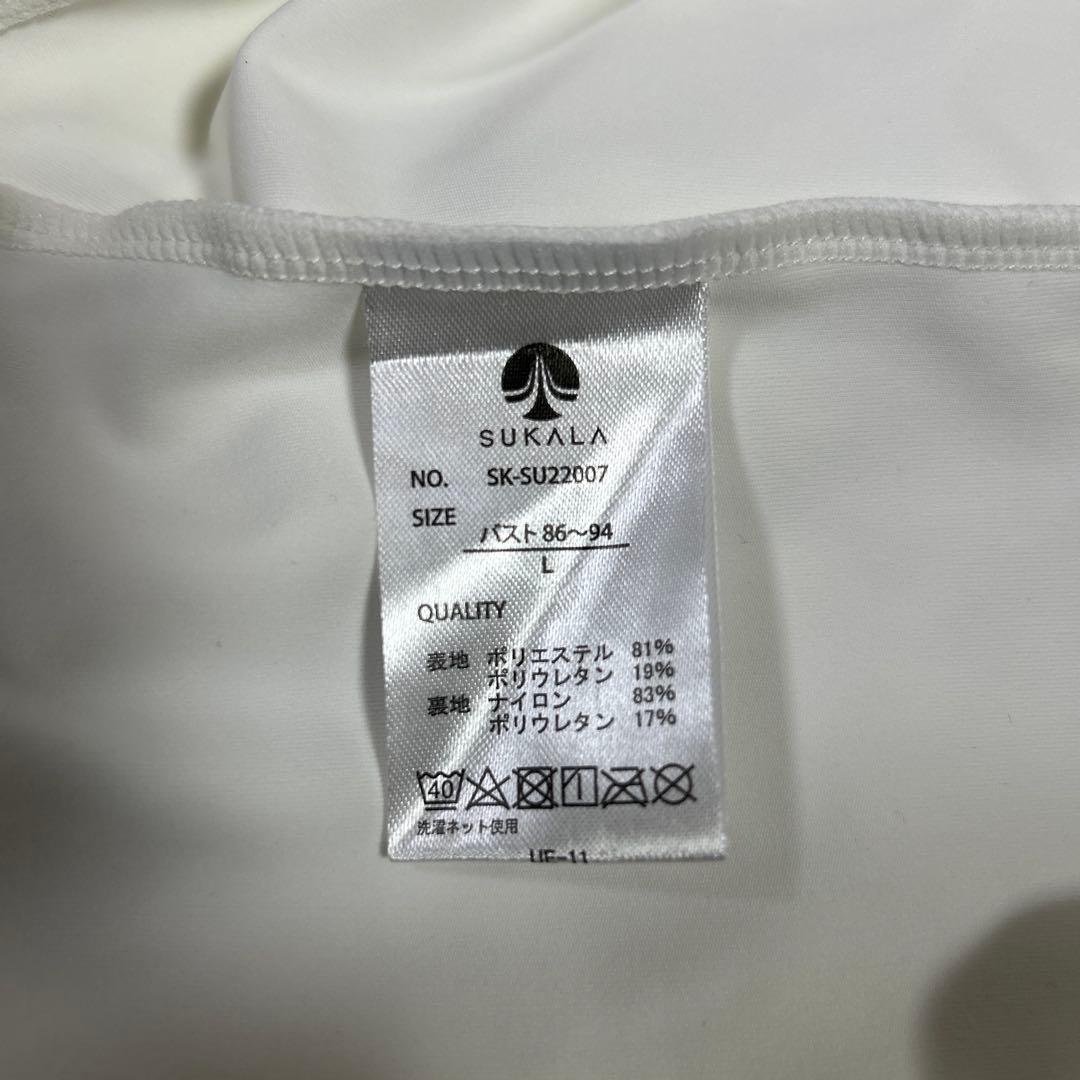 SUKALA
NO. SK-SU22007
SIZE バスト 86〜94
L
QUALITY
表地 ポリエステル 81%
ポリウレタン 19%
裏地 ナイロン 83%
ポリウレタン 17%
40
洗濯ネット使用